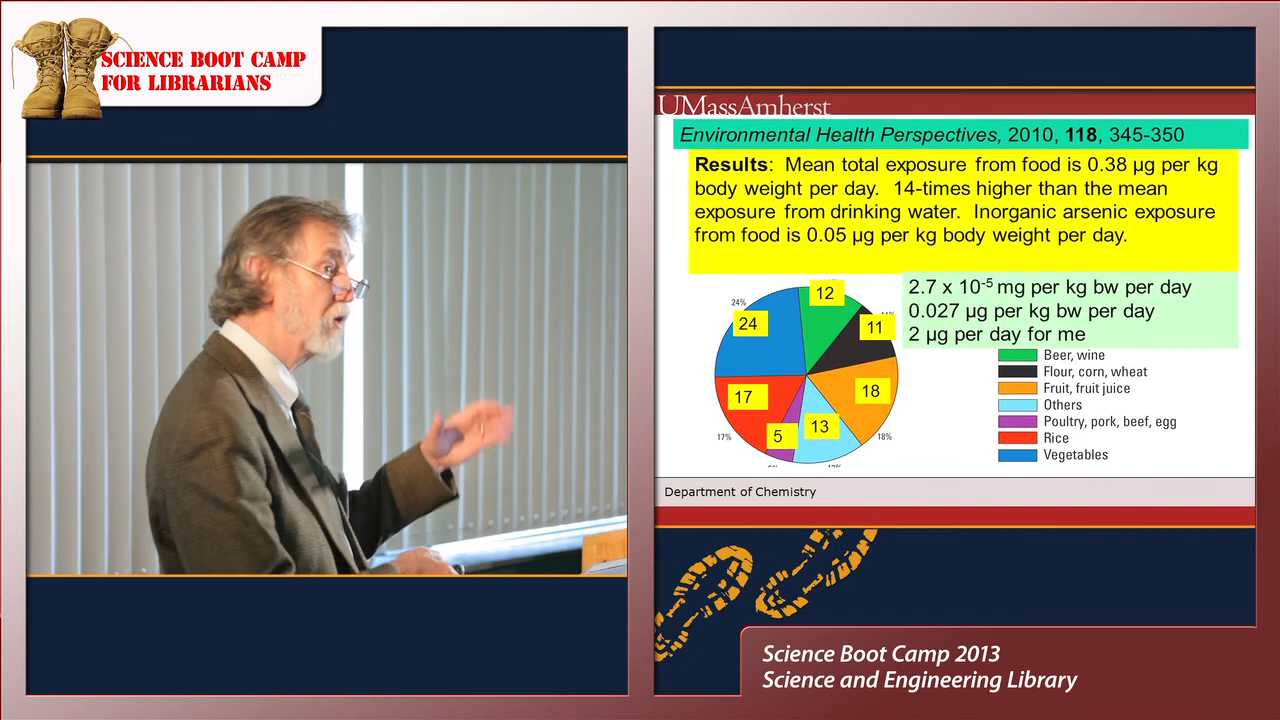 SCIENCE BOOT CAMP
FOR LIBRARIANS
UMassAmherst
Environmental Health Perspectives, 2010, 118, 345-350
Results: Mean total exposure from food is 0.38 µg per kg
body weight per day. 14-times higher than the mean
exposure from drinking water. Inorganic arsenic exposure
from food is 0.05 µg per kg body weight per day.
2.7 x 10-5 mg per kg bw per day
0.027 µg per kg bw per day
2 µg per day for me
12
24%
24
11
18
17
13
5
17%
18%
Beer, wine
Flour, corn, wheat
Fruit, fruit juice
Others
Poultry, pork, beef, egg
Rice
Vegetables
Department of Chemistry
Science Boot Camp 2013
Science and Engineering Library